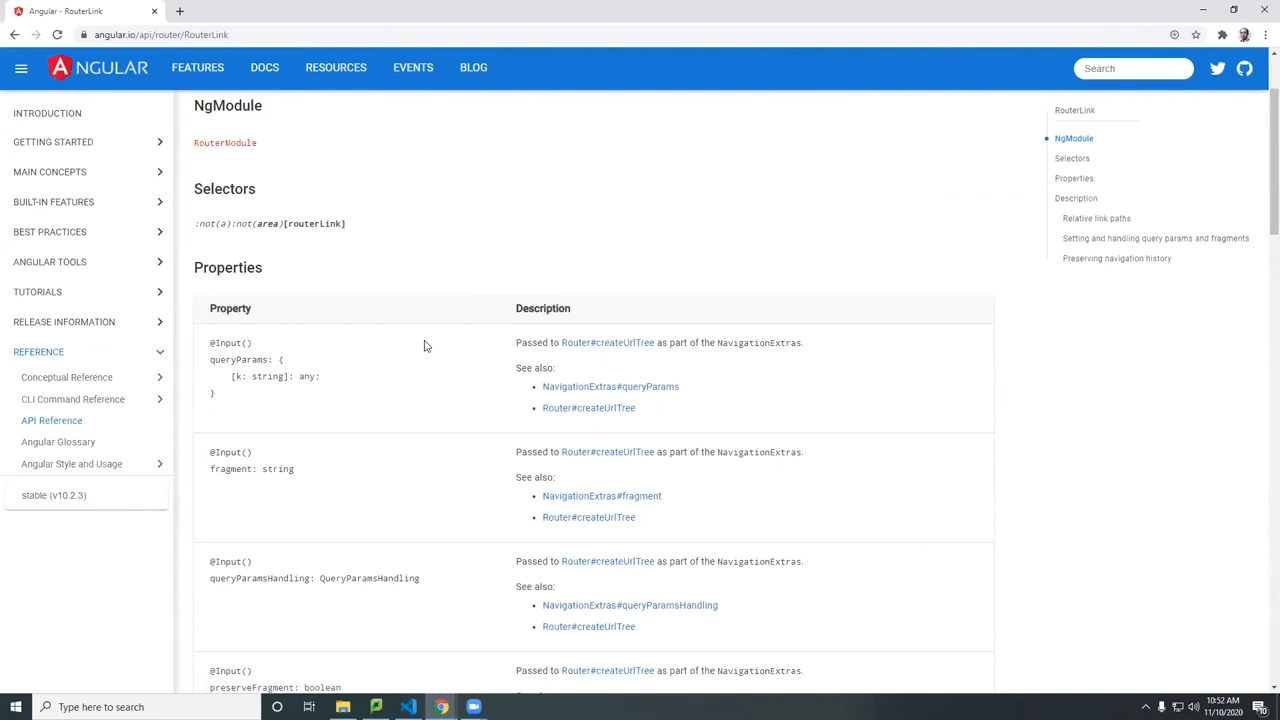 Angular - RouterLink
angular.io/api/router/RouterLink
ANGULAR
FEATURES
DOCS
RESOURCES
EVENTS
BLOG
Search
INTRODUCTION
GETTING STARTED
MAIN CONCEPTS
BUILT-IN FEATURES
BEST PRACTICES
ANGULAR TOOLS
TUTORIALS
RELEASE INFORMATION
REFERENCE
Conceptual Reference
CLI Command Reference
API Reference
Angular Glossary
Angular Style and Usage
stable (v10.2.3)
NgModule
RouterModule
Selectors
:not(a):not(area)[routerLink]
Properties
Property Description
@Input()
queryParams: {
[k: string]: any;
}
Passed to Router#createUrlTree as part of the NavigationExtras.
See also:
• NavigationExtras#queryParams
• Router#createUrlTree
@Input()
fragment: string
Passed to Router#createUrlTree as part of the NavigationExtras.
See also:
• NavigationExtras#fragment
• Router#createUrlTree
@Input()
queryParamsHandling: QueryParamsHandling
Passed to Router#createUrlTree as part of the NavigationExtras.
See also:
• NavigationExtras#queryParamsHandling
• Router#createUrlTree
@Input()
preserveFragment: boolean
Passed to Router#createUrlTree as part of the NavigationExtras.
RouterLink
NgModule
Selectors
Properties
Description
Relative link paths
Setting and handling query params and fragments
Preserving navigation history
Type here to search
10:52 AM
11/10/2020
10